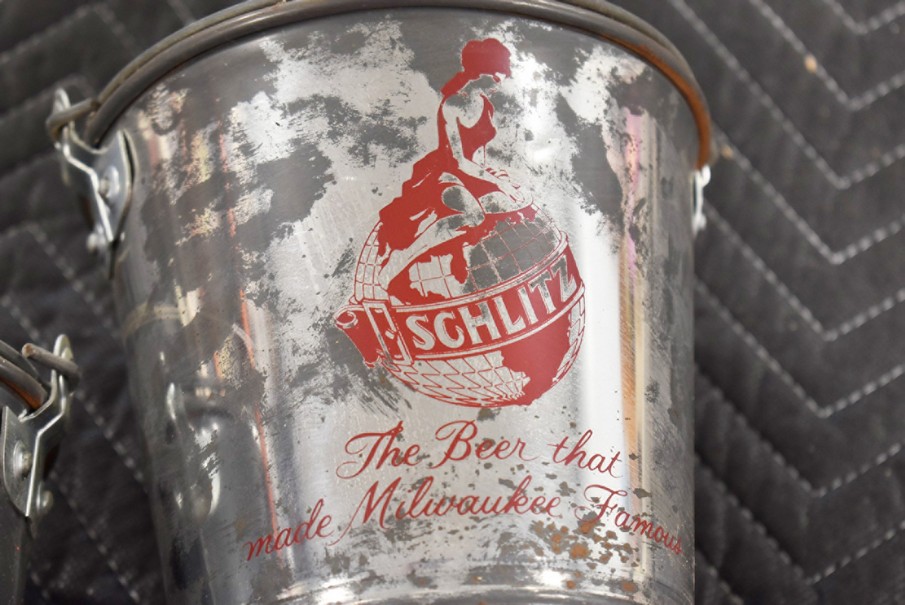 SCHLITZ
The Beer that
made Milwaukee Famous